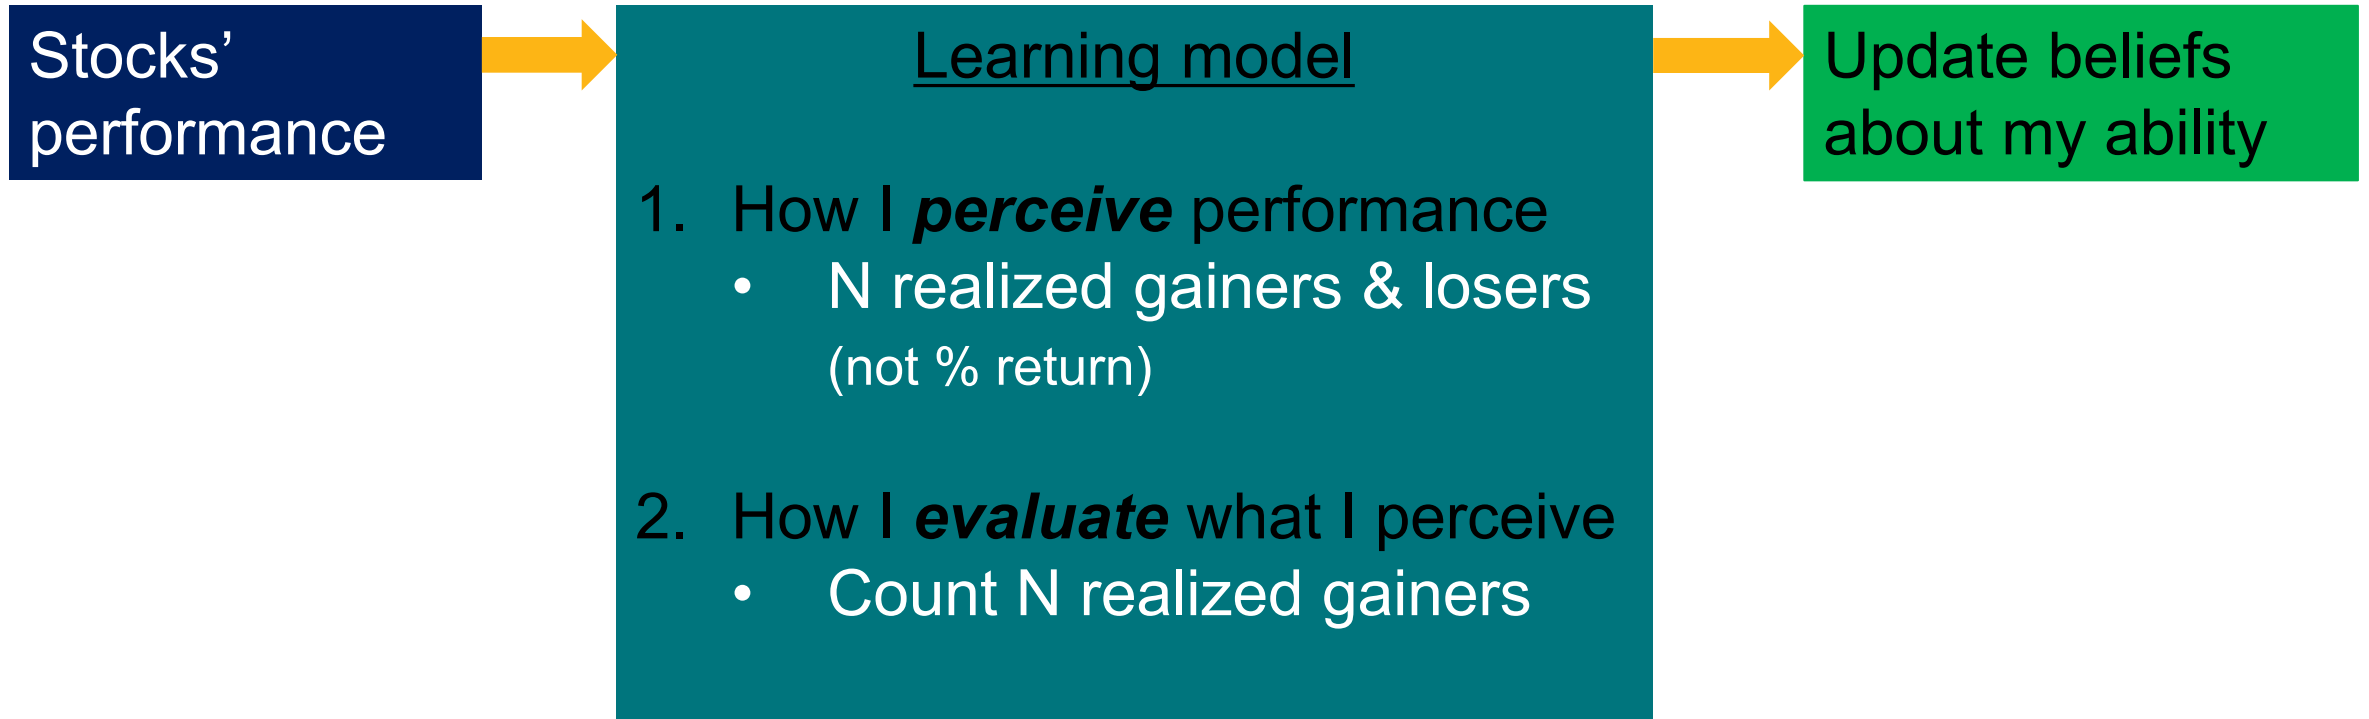 Stocks’
performance
Learning model
1. How I perceive performance
• N realized gainers & losers
(not % return)
2. How I evaluate what I perceive
• Count N realized gainers
Update beliefs
about my ability